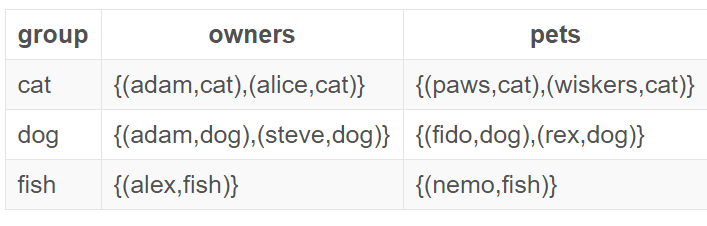 group owners pets
cat {(adam,cat),(alice,cat)} {(paws,cat),(wiskers,cat)}
dog {(adam,dog),(steve,dog)} {(fido,dog),(rex,dog)}
fish {(alex,fish)} {(nemo,fish)}